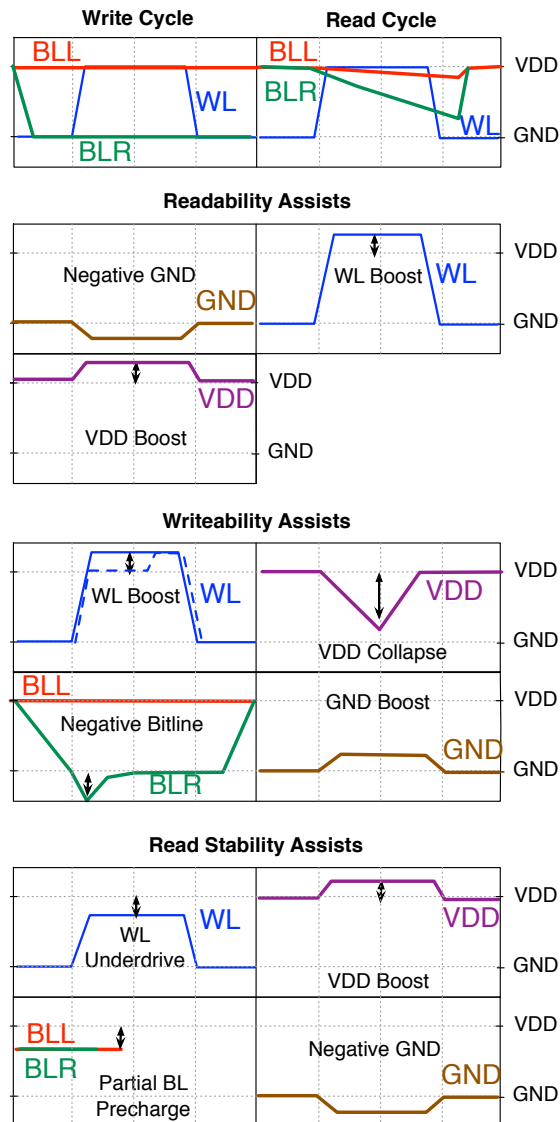 Write Cycle
Read Cycle
BLL
WL
BLR
BLL
BLR
WL
VDD
GND
Readability Assists
Negative GND
GND
WL Boost
WL
VDD
GND
VDD
VDD Boost
VDD
GND
Writeability Assists
WL Boost
WL
VDD
VDD Collapse
VDD
GND
BLL
Negative Bitline
BLR
GND Boost
GND
VDD
GND
Read Stability Assists
WL
WL
Underdrive
VDD
VDD Boost
VDD
GND
BLL
BLR
Partial BL
Precharge
Negative GND
GND
VDD
GND